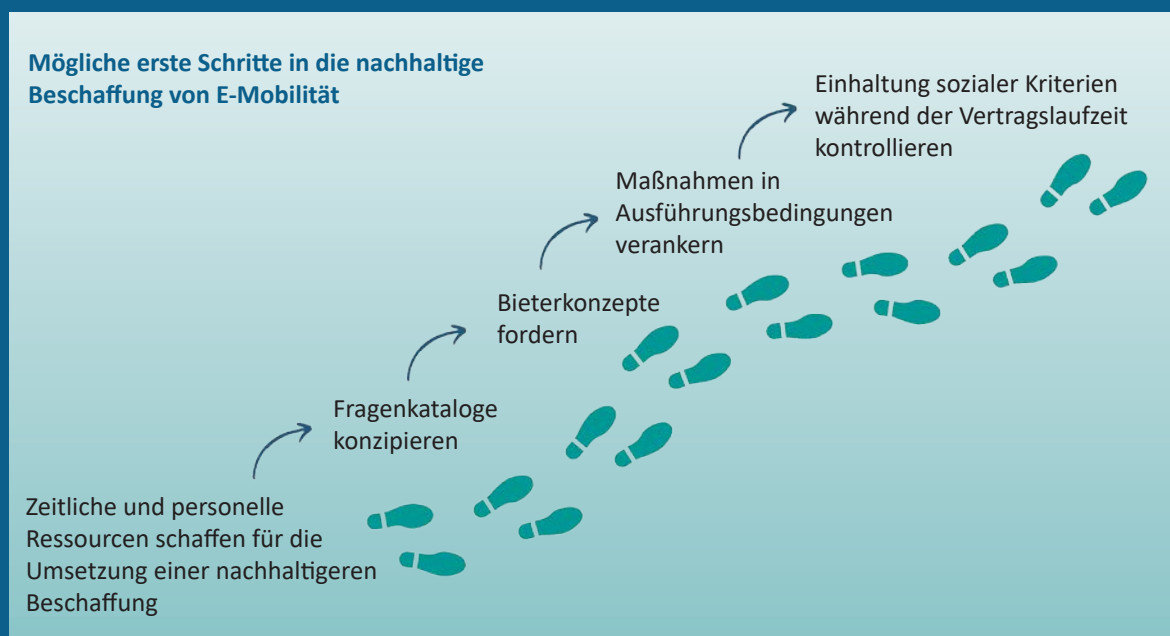 Mögliche erste Schritte in die nachhaltige
Beschaffung von E-Mobilität
Zeitliche und personelle
Ressourcen schaffen für die
Umsetzung einer nachhaltigeren
Beschaffung
Fragenkataloge
konzipieren
Bieterkonzepte
fordern
Maßnahmen in
Ausführungsbedingungen
verankern
Einhaltung sozialer Kriterien
während der Vertragslaufzeit
kontrollieren